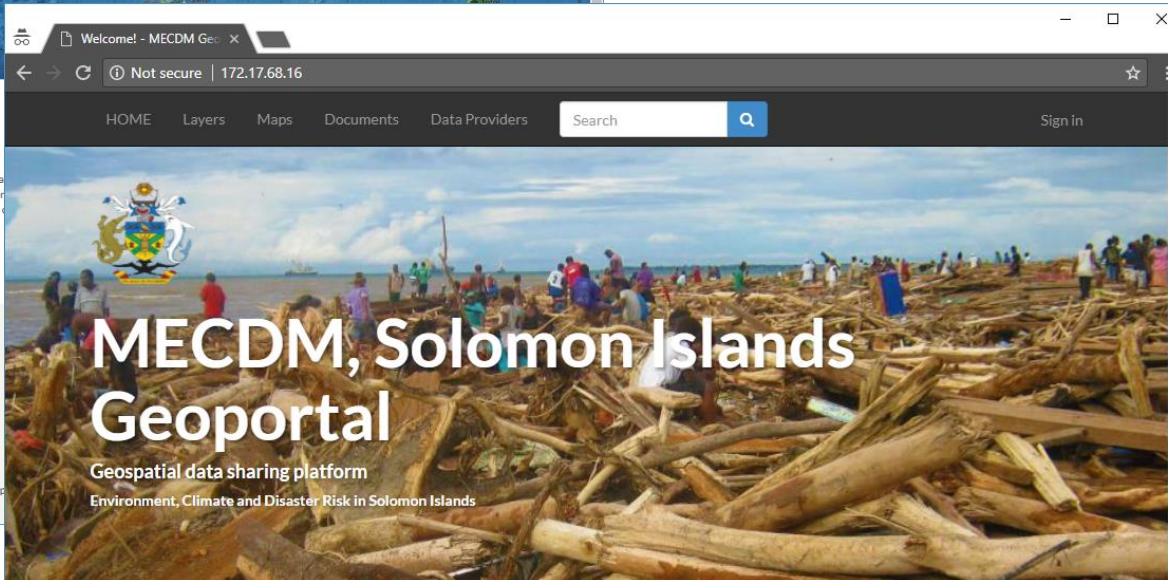 Welcome! - MECDM Geo
Not secure | 172.17.68.16
HOME Layers Maps Documents Data Providers Search Sign in
MECDM, Solomon Islands
Geoportal
Geospatial data sharing platform
Environment, Climate and Disaster Risk in Solomon Islands